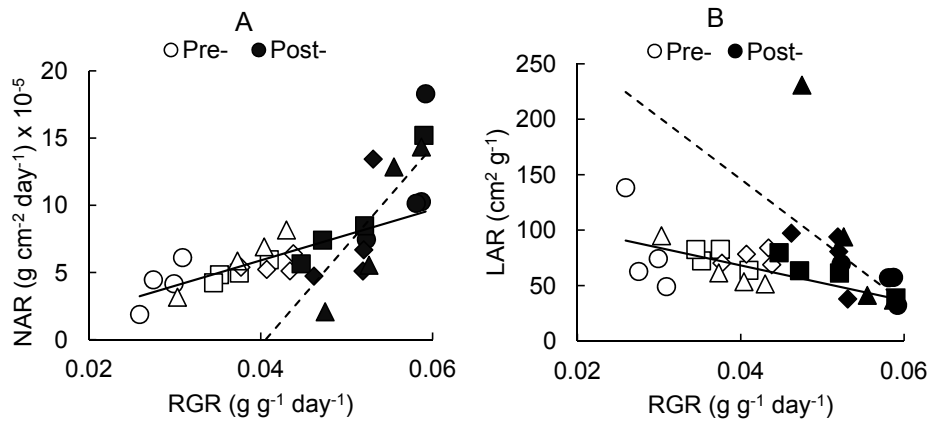 A
○Pre- ●Post-
NAR (g cm⁻² day⁻¹) x 10⁻⁵
20
15
10
5
0
0.02 0.04 0.06
RGR (g g⁻¹ day⁻¹)
B
○Pre- ●Post-
LAR (cm² g⁻¹)
250
200
150
100
50
0
0.02 0.04 0.06
RGR (g g⁻¹ day⁻¹)